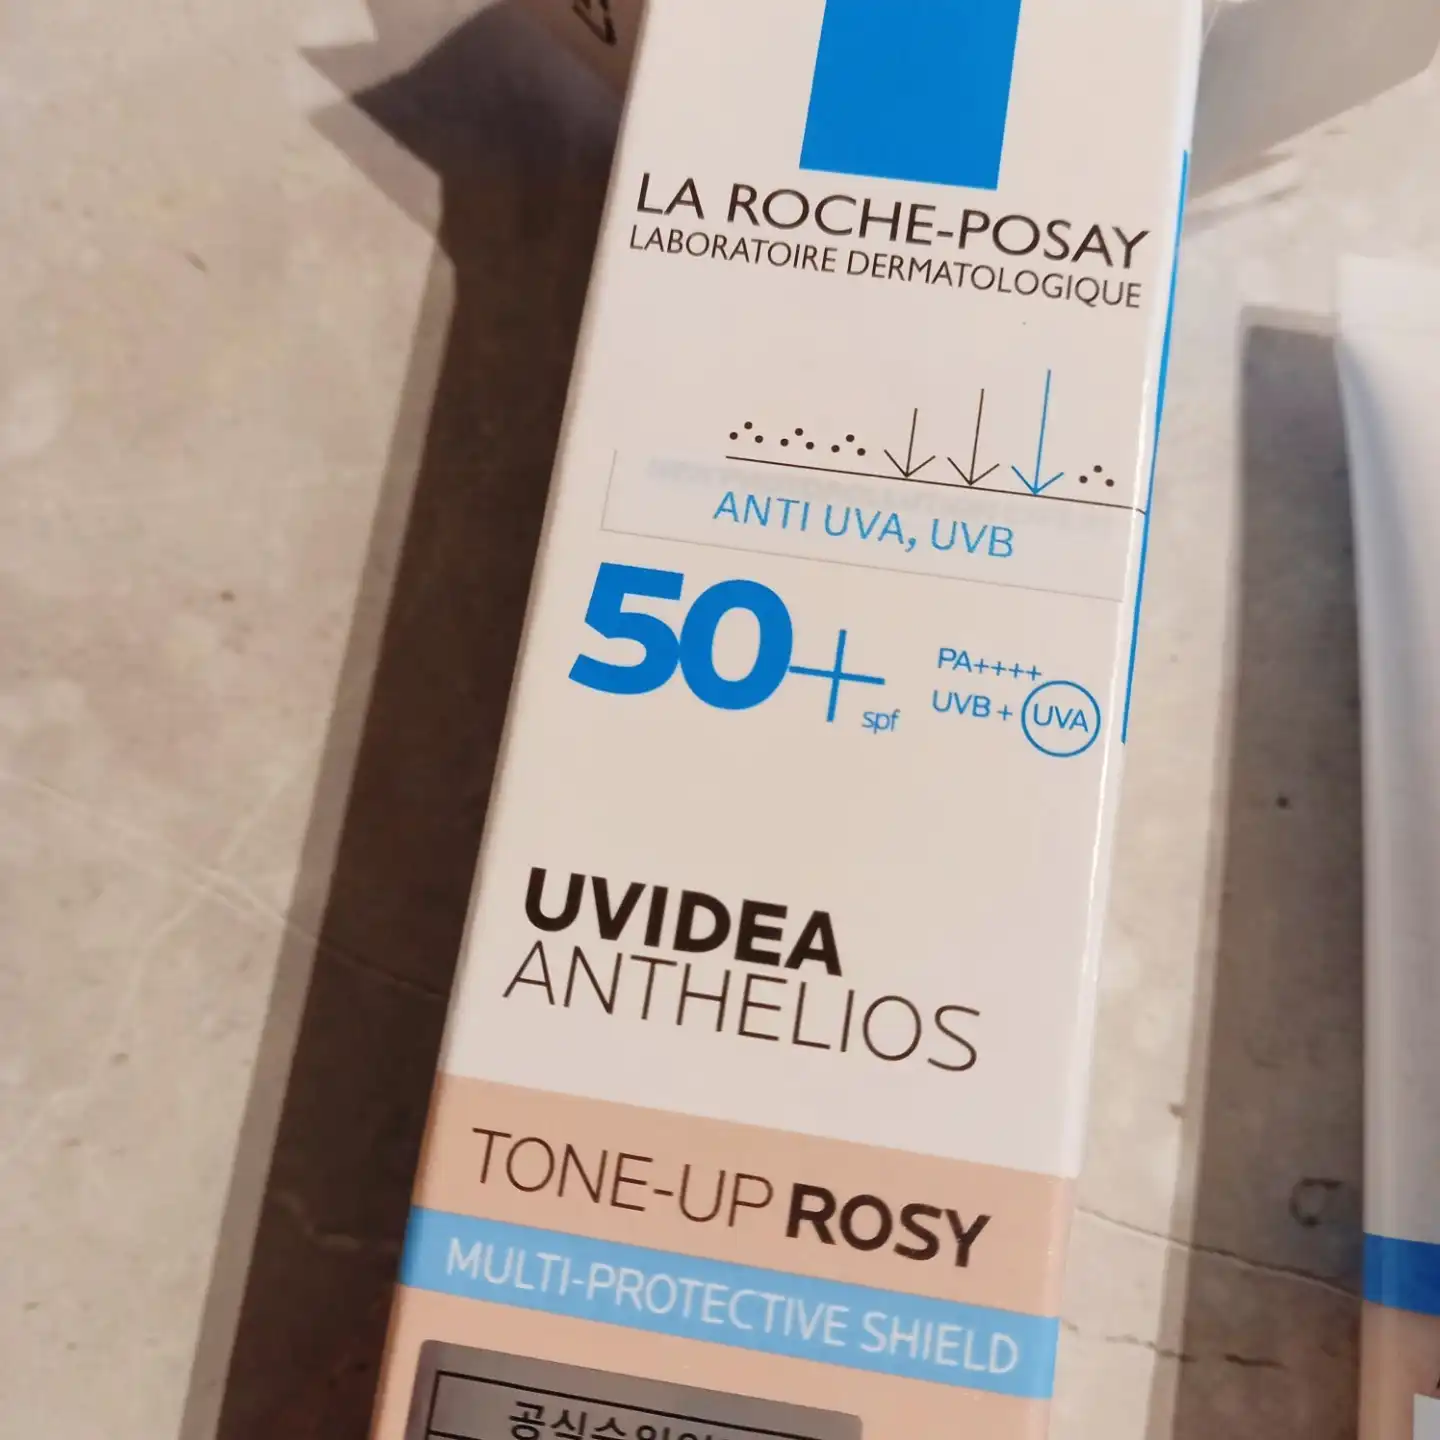 LA ROCHE-POSAY
LABORATOIRE DERMATOLOGIQUE
ANTI UVA, UVB
50+ spf
PA++++
UVB + UVA
UVIDEA
ANTHELIOS
TONE-UP ROSY
MULTI-PROTECTIVE SHIELD